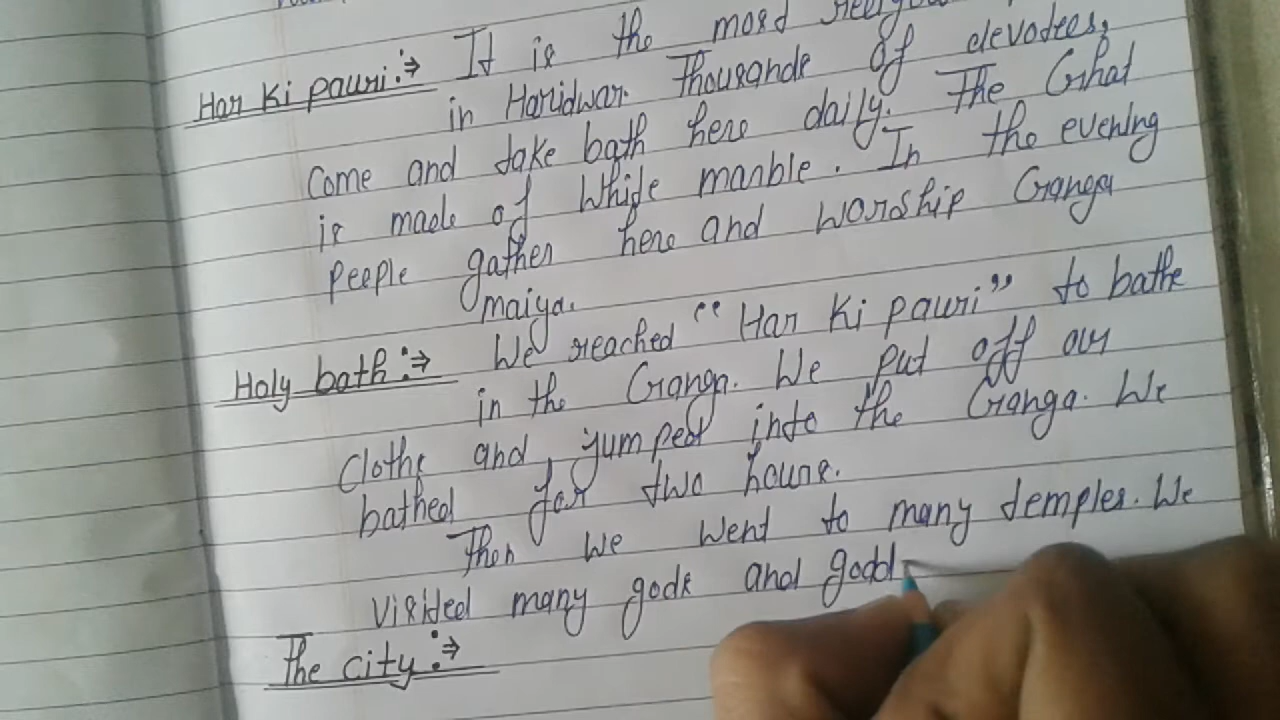 Har Ki pauri :⇒ It is the most
in Haridwar. Thousands of devotees,
Come and take bath here daily. The Ghat
is made of White marble. In the evening
Peeple gather here and worship Ganga
maiya.
Holy bath :⇒ We reached "Har Ki pauri" to bathe
in the Ganga. We put off our
Clothe and jumped into the Ganga. We
bathed for two hours.
Then we went to many temples. We
Visited many gods and godd
The city :⇒